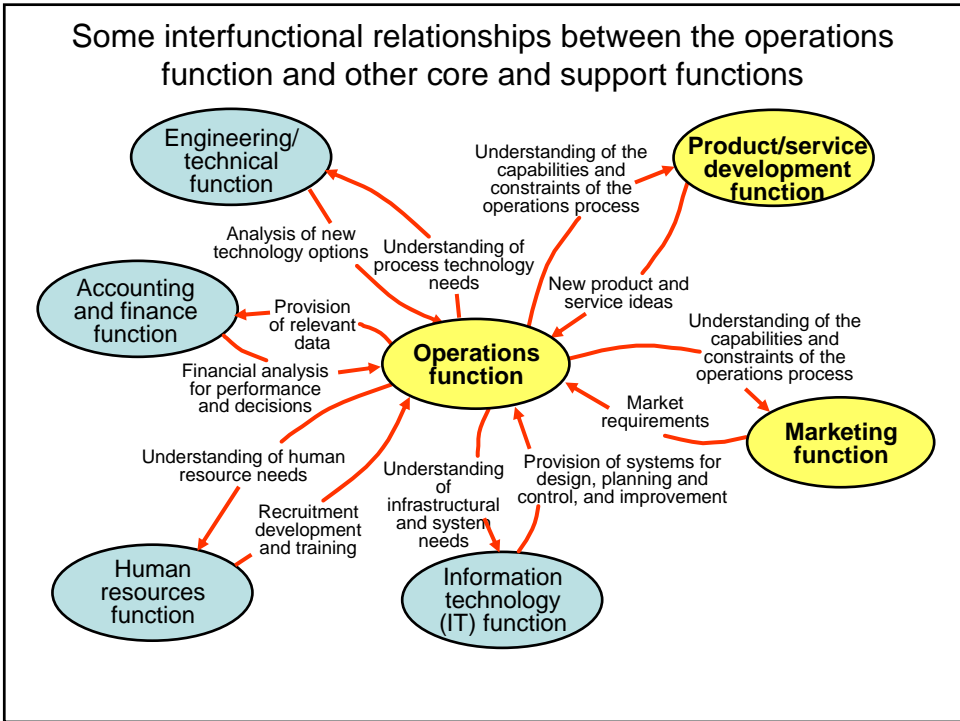 Some interfunctional relationships between the operations
function and other core and support functions
Engineering/
technical
function
Understanding of the
capabilities and
constraints of the
operations process
Product/service
development
function
Analysis of new
technology options
Understanding of
process technology
needs
New product and
service ideas
Accounting
and finance
function
Provision
of relevant
data
Operations
function
Understanding of the
capabilities and
constraints of the
operations process
Financial analysis
for performance
and decisions
Market
requirements
Marketing
function
Understanding of human
resource needs
Recruitment
development
and training
Understanding
of
infrastructural
and system
needs
Provision of systems for
design, planning and
control, and improvement
Human
resources
function
Information
technology
(IT) function